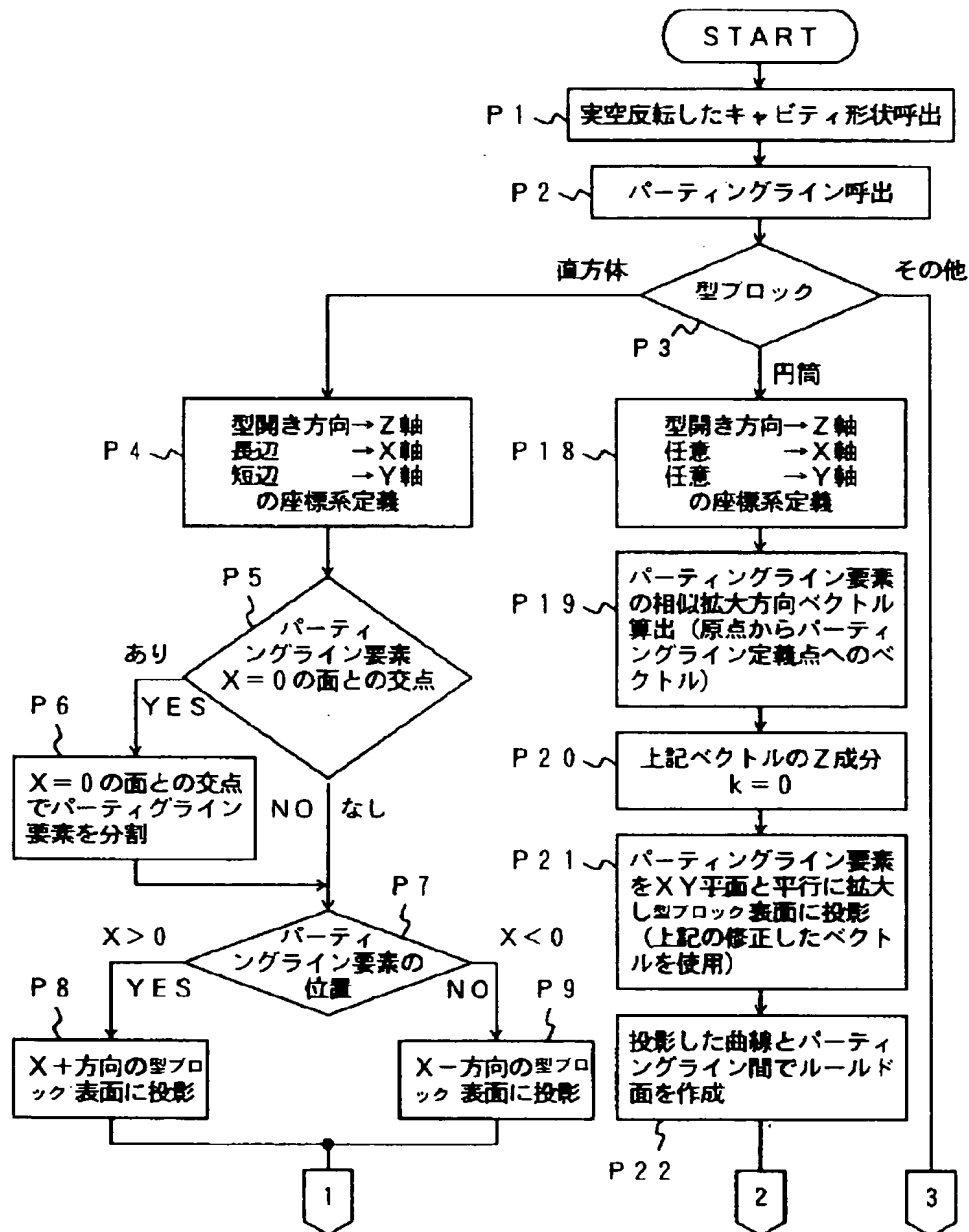 START
P1
実空反転したキャビティ形状呼出
P2
パーティングライン呼出
直方体
その他
型ブロック
P3
円筒
P4
型開き方向→Z軸
長辺 →X軸
短辺 →Y軸
の座標系定義
P18
型開き方向→Z軸
任意 →X軸
任意 →Y軸
の座標系定義
P5
パーティ
ングライン要素
X=0の面との交点
あり
YES
P6
X=0の面との交点
でパーティグライン
要素を分割
NO なし
P19
パーティングライン要素
の相似拡大方向ベクトル
算出(原点からパーティ
ングライン定義点へのベ
クトル)
P20
上記ベクトルのZ成分
k=0
P21
パーティングライン要素
をXY平面と平行に拡大
し型ブロック表面に投影
(上記の修正したベクト
ルを使用)
P7
X>0
X<0
パーティ
ングライン要素の
位置
YES
NO
P8
X+方向の型ブロ
ック表面に投影
P9
X-方向の型ブロ
ック表面に投影
投影した曲線とパーティ
ングライン間でルールド
面を作成
P22
1
2
3